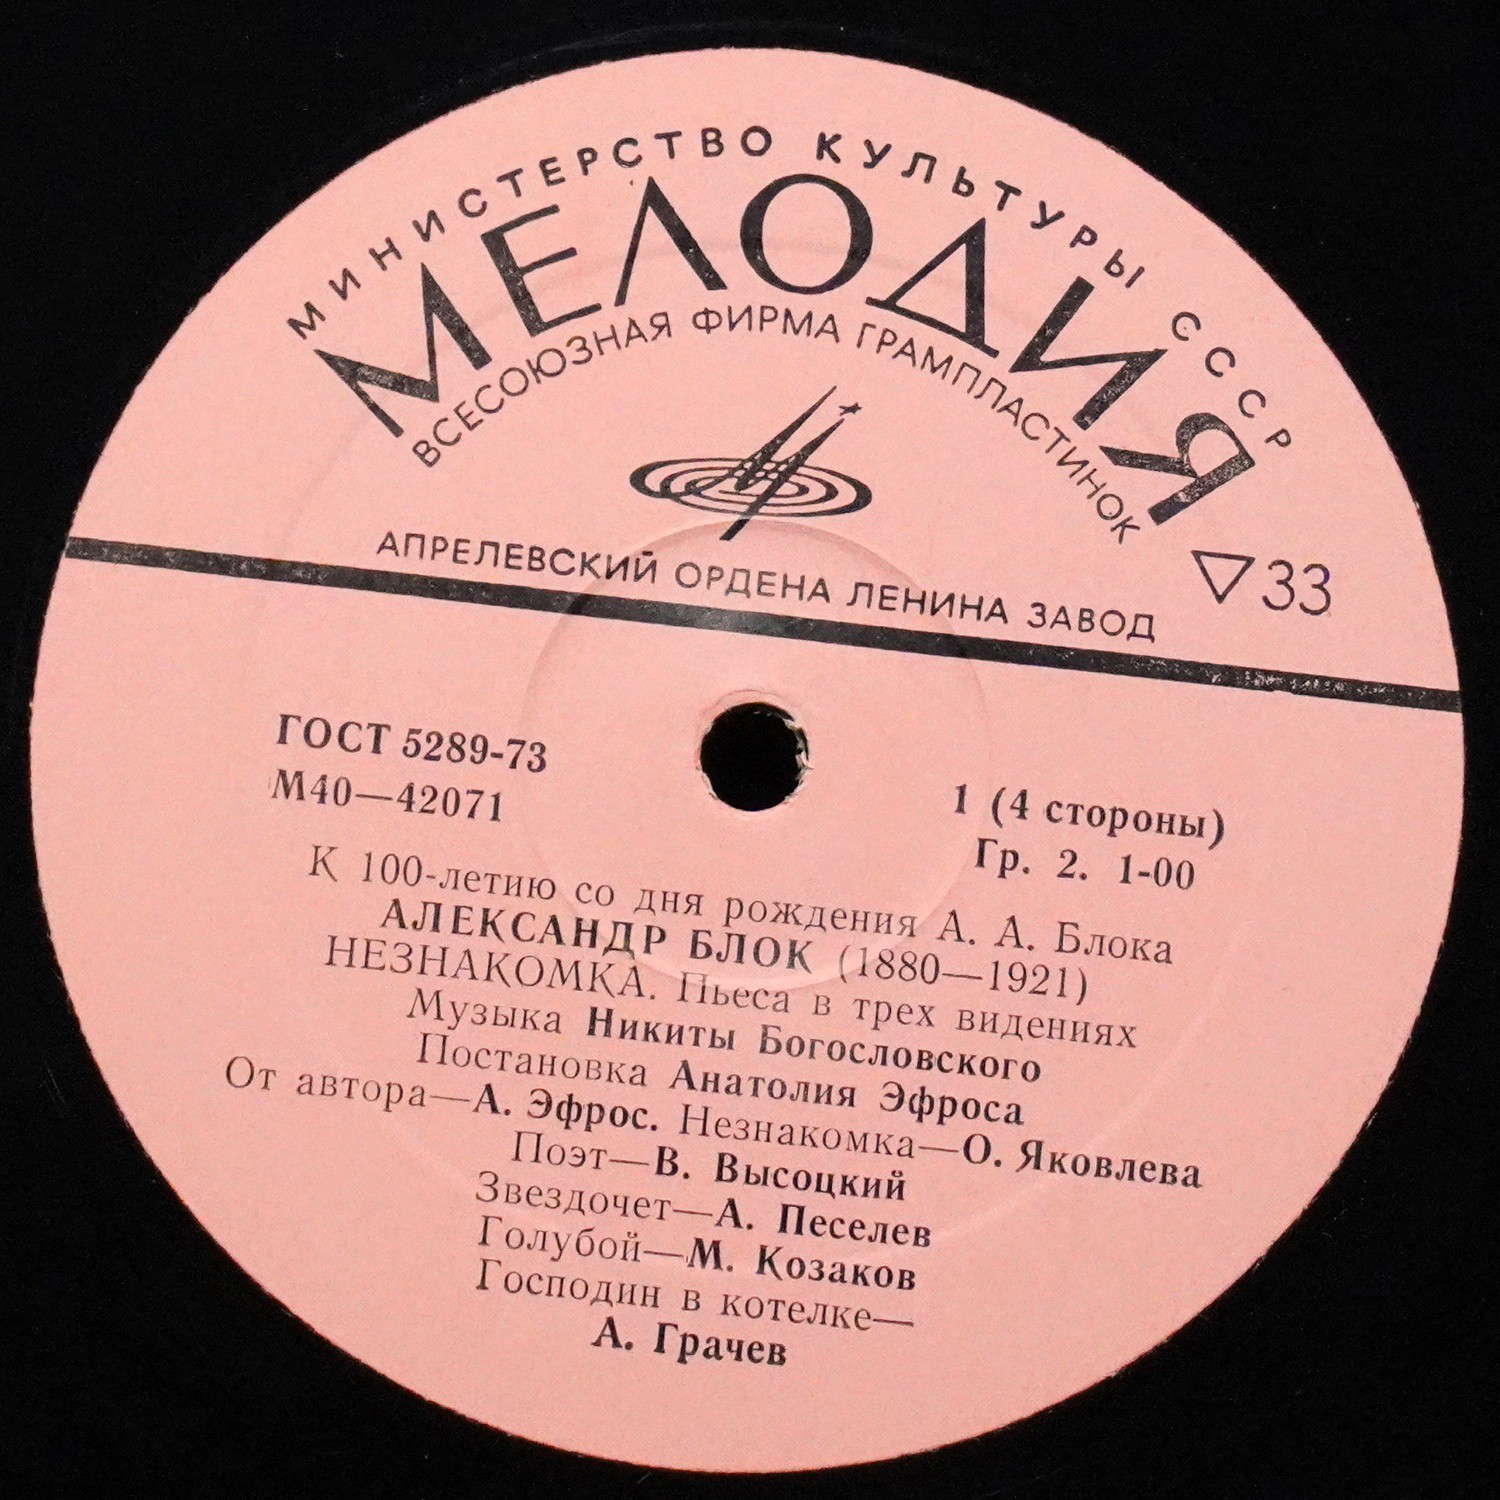 МИНИСТЕРСТВО КУЛЬТУРЫ СССР
МЕЛОДИЯ
ВСЕСОЮЗНАЯ ФИРМА ГРАМПЛАСТИНОК
АПРЕЛЕВСКИЙ ОРДЕНА ЛЕНИНА ЗАВОД
33
ГОСТ 5289-73
М40—42071
1 (4 стороны)
Гр. 2. 1-00
К 100-летию со дня рождения А. А. Блока
АЛЕКСАНДР БЛОК (1880—1921)
НЕЗНАКОМКА. Пьеса в трех видениях
Музыка Никиты Богословского
Постановка Анатолия Эфроса
От автора—А. Эфрос. Незнакомка—О. Яковлева
Поэт—В. Высоцкий
Звездочет—А. Песелев
Голубой—М. Козаков
Господин в котелке—
А. Грачев